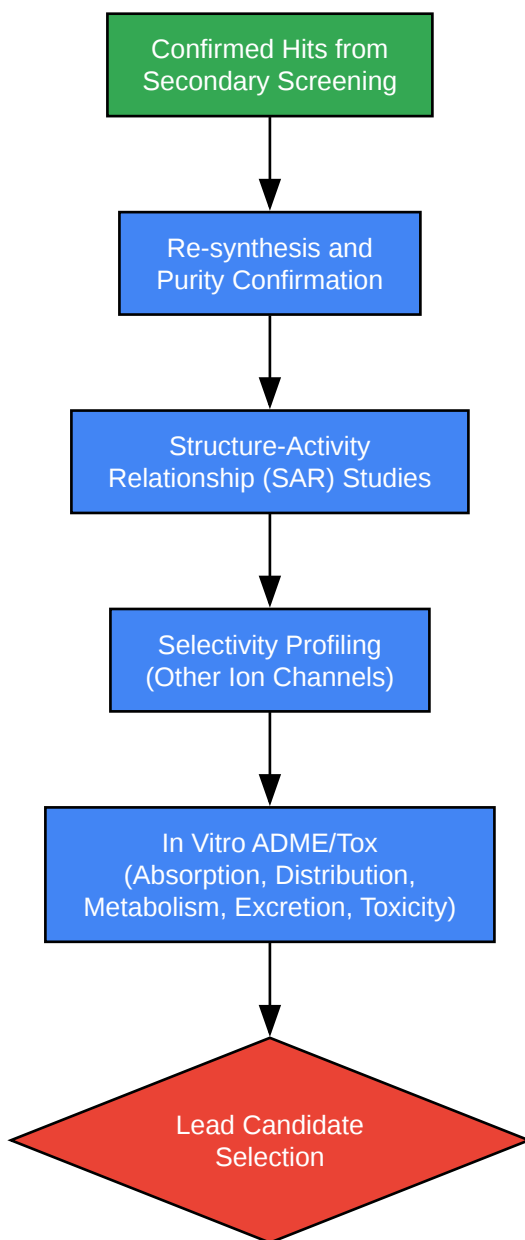 Confirmed Hits from
Secondary Screening
Re-synthesis and
Purity Confirmation
Structure-Activity
Relationship (SAR) Studies
Selectivity Profiling
(Other Ion Channels)
In Vitro ADME/Tox
(Absorption, Distribution,
Metabolism, Excretion, Toxicity)
Lead Candidate
Selection